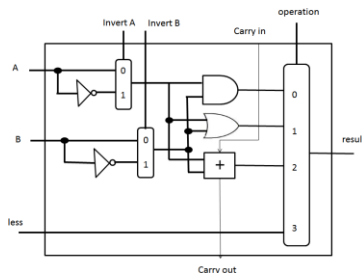 operation
Invert A Invert B
Carry in
A
0
1
0
B
0
1
1
+
2
resul
less
3
Carry out